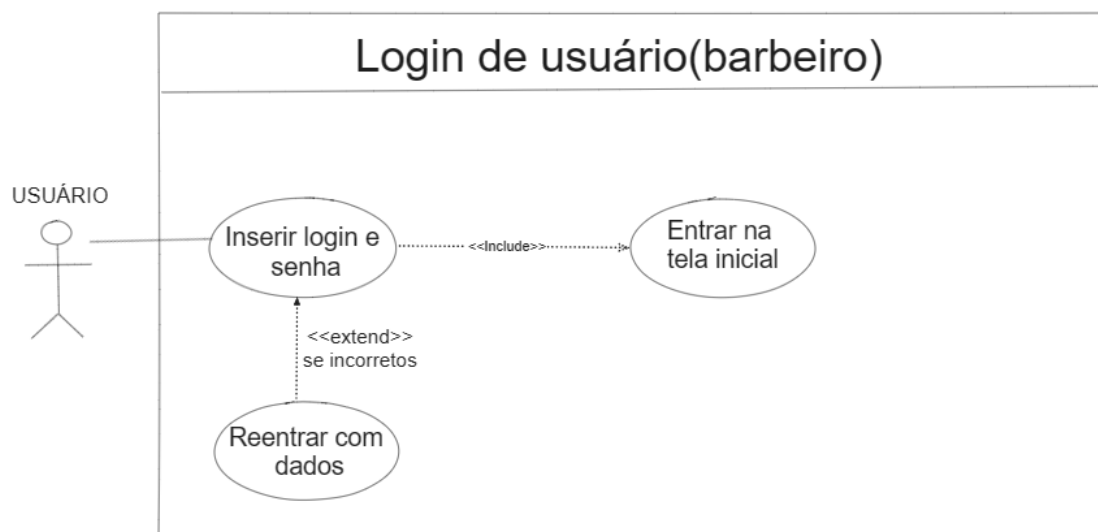 Login de usuário(barbeiro)
USUÁRIO
Inserir login e
senha
<<Include>>
Entrar na
tela inicial
<<extend>>
se incorretos
Reentrar com
dados